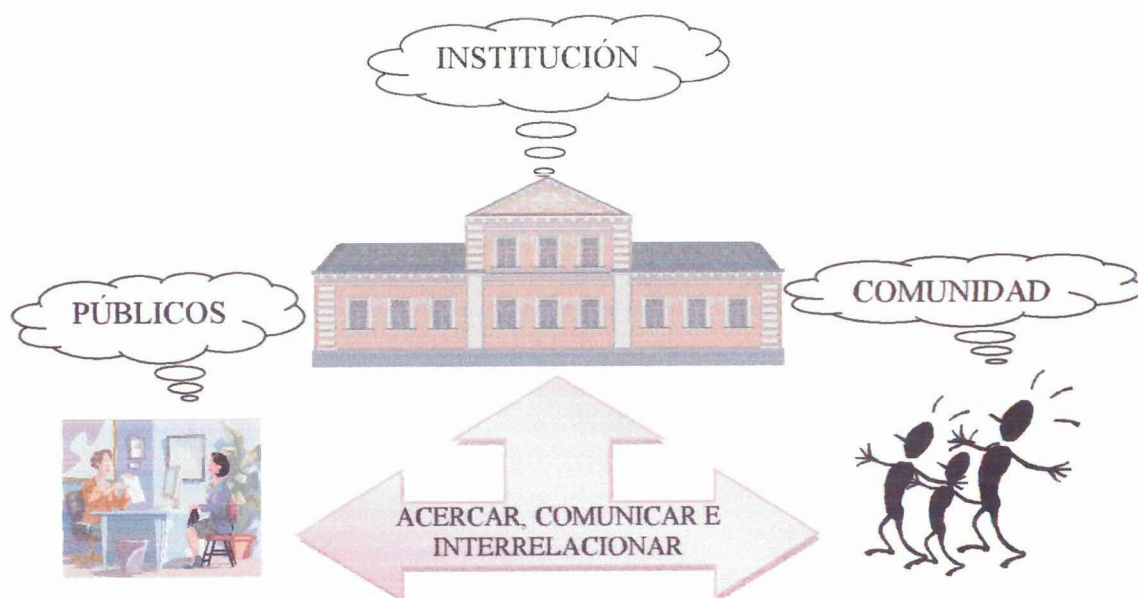 INSTITUCIÓN
PÚBLICOS
COMUNIDAD
ACERCAR, COMUNICAR E
INTERRELACIONAR